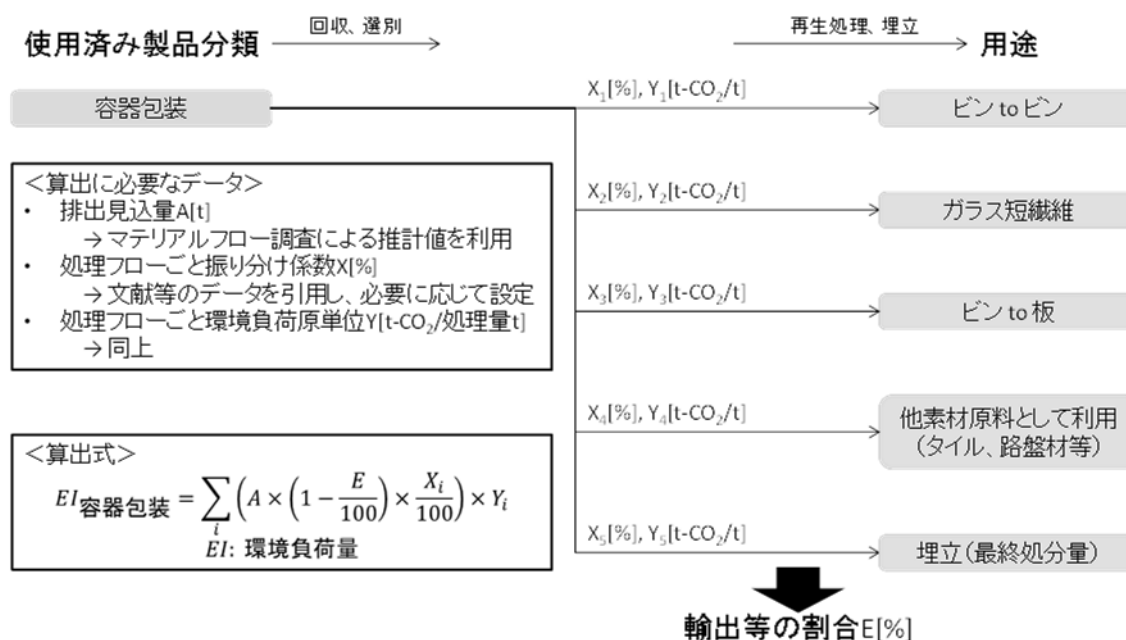 使用済み製品分類
回収、選別
再生処理、埋立
用途
容器包装
X₁[%], Y₁[t-CO₂/t]
ビン to ビン
<算出に必要なデータ>
・ 排出見込量A[t]
→ マテリアルフロー調査による推計値を利用
・ 処理フローごと振り分け係数X[%]
→文献等のデータを引用し、必要に応じて設定
・ 処理フローごと環境負荷原単位Y[t-CO₂/処理量t]
→ 同上
X₂[%], Y₂[t-CO₂/t]
ガラス短繊維
X₃[%], Y₃[t-CO₂/t]
ビン to 板
X₄[%], Y₄[t-CO₂/t]
他素材原料として利用
(タイル、路盤材等)
<算出式>
EI容器包装 = ∑i (A × (1 − E/100) × Xi/100) × Yi
EI: 環境負荷量
X₅[%], Y₅[t-CO₂/t]
埋立(最終処分量)
輸出等の割合E[%]